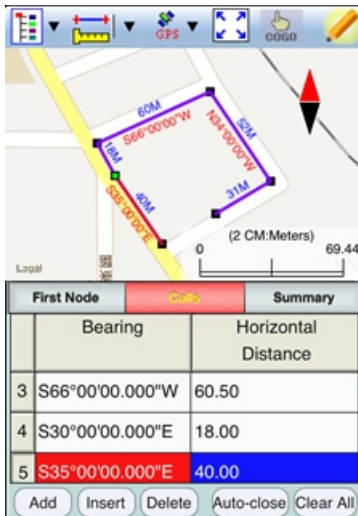 GPS
COGO
60M
S66°00'00"W
18M
N34°00'00"W
52M
40M
S35°00'00"E
31M
(2 CM:Meters)
0 69.44
Legal
First Node Calls Summary
Bearing Horizontal Distance
3 S66°00'00.000"W 60.50
4 S30°00'00.000"E 18.00
5 S35°00'00.000"E 40.00
Add Insert Delete Auto-close Clear All